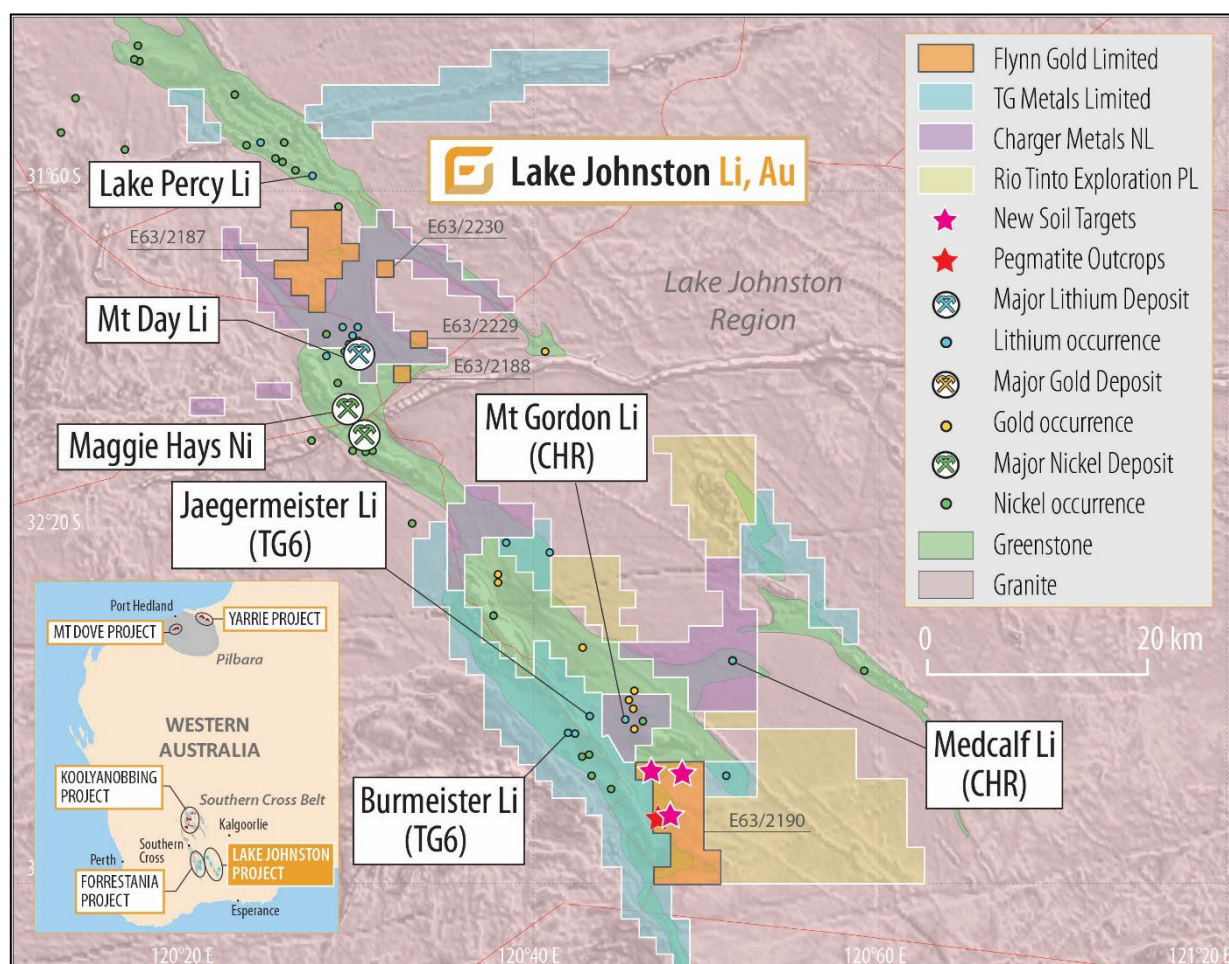 Lake Johnston Li, Au
Lake Percy Li
31°60 S
E63/2187
E63/2230
Lake Johnston
Region
Mt Day Li
E63/2229
E63/2188
Mt Gordon Li
(CHR)
Maggie Hays Ni
Jaegermeister Li
(TG6)
32°20 S
Medcalf Li
(CHR)
Burmeister Li
(TG6)
E63/2190
Flynn Gold Limited
TG Metals Limited
Charger Metals NL
Rio Tinto Exploration PL
New Soil Targets
Pegmatite Outcrops
Major Lithium Deposit
Lithium occurrence
Major Gold Deposit
Gold occurrence
Major Nickel Deposit
Nickel occurrence
Greenstone
Granite
0
20 km
Port Hedland
MT DOVE PROJECT
YARRIE PROJECT
Pilbara
WESTERN
AUSTRALIA
KOOLYANOBBING
PROJECT
Southern Cross Belt
Kalgoorlie
Southern
Cross
Perth
LAKE JOHNSTON
PROJECT
FORRESTANIA
PROJECT
Esperance
120°20 E
120°40 E
120°60 E
121°20 E